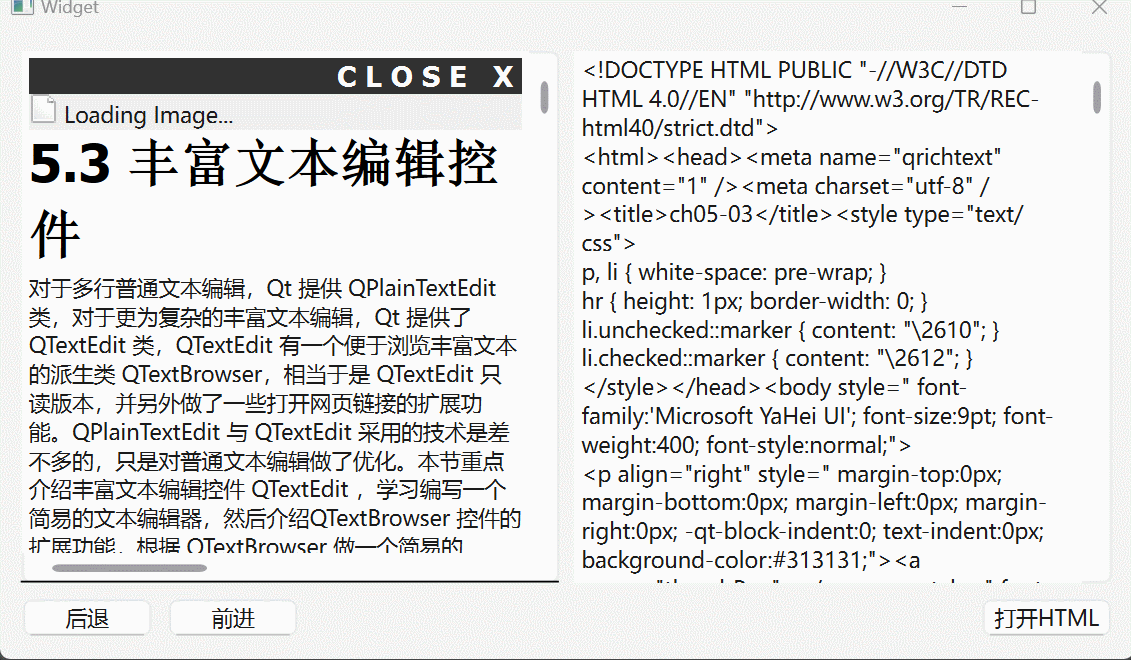 Widget
CLOSE X
Loading Image...
5.3 丰富文本编辑控
件
对于多行普通文本编辑，Qt 提供 QPlainTextEdit
类，对于更为复杂的丰富文本编辑，Qt 提供了
QTextEdit 类，QTextEdit 有一个便于浏览丰富文本
的派生类 QTextBrowser，相当于是 QTextEdit 只
读版本，并另外做了一些打开网页链接的扩展功
能。QPlainTextEdit 与 QTextEdit 采用的技术是差
不多的，只是对普通文本编辑做了优化。本节重点
介绍丰富文本编辑控件 QTextEdit ，学习编写一个
简易的文本编辑器，然后介绍QTextBrowser 控件的
扩展功能，根据 QTextBrowser 做一个简易的
<!DOCTYPE HTML PUBLIC "-//W3C//DTD
HTML 4.0//EN" "http://www.w3.org/TR/REC-
html40/strict.dtd">
<html><head><meta name="qrichtext"
content="1" /><meta charset="utf-8" /
><title>ch05-03</title><style type="text/
css">
p, li { white-space: pre-wrap; }
hr { height: 1px; border-width: 0; }
li.unchecked::marker { content: "\2610"; }
li.checked::marker { content: "\2612"; }
</style></head><body style=" font-
family:'Microsoft YaHei UI'; font-size:9pt; font-
weight:400; font-style:normal;">
<p align="right" style=" margin-top:0px;
margin-bottom:0px; margin-left:0px; margin-
right:0px; -qt-block-indent:0; text-indent:0px;
background-color:#313131;"><a
后退
前进
打开HTML